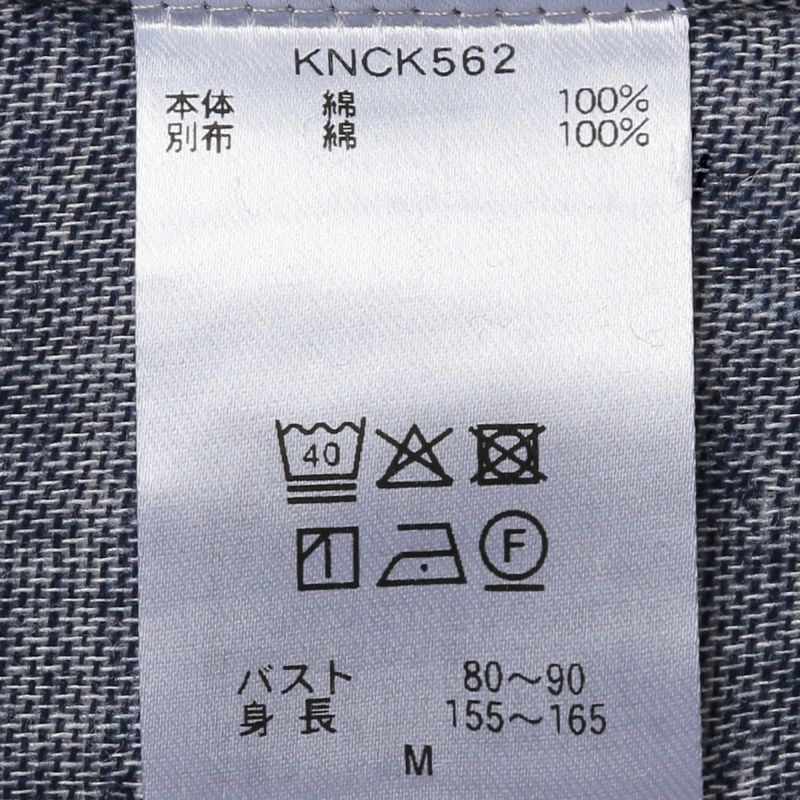 KNCK562
本体 綿 100%
別布 綿 100%
40
F
バスト 80～90
身長 155～165
M